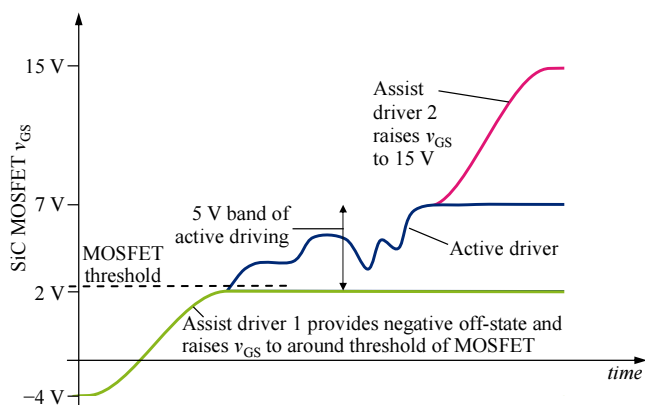 15 V
Assist
driver 2
raises vGS
to 15 V
SiC MOSFET vGS
7 V
5 V band of
active driving
Active driver
MOSFET
threshold
2 V
Assist driver 1 provides negative off-state and
raises vGS to around threshold of MOSFET
time
−4 V